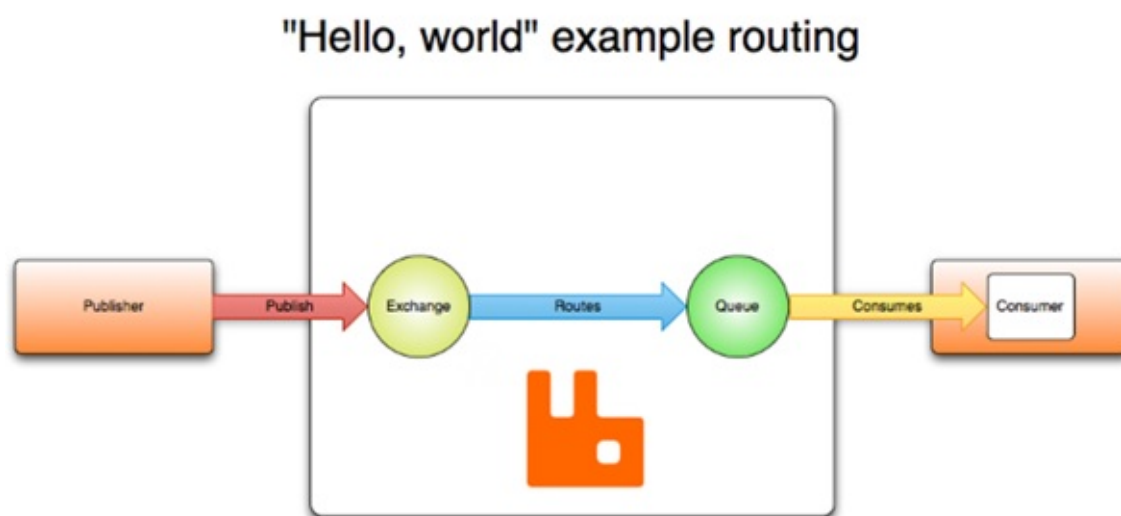 "Hello, world" example routing
Publisher
Publish
Exchange
Routes
Queue
Consumes
Consumer